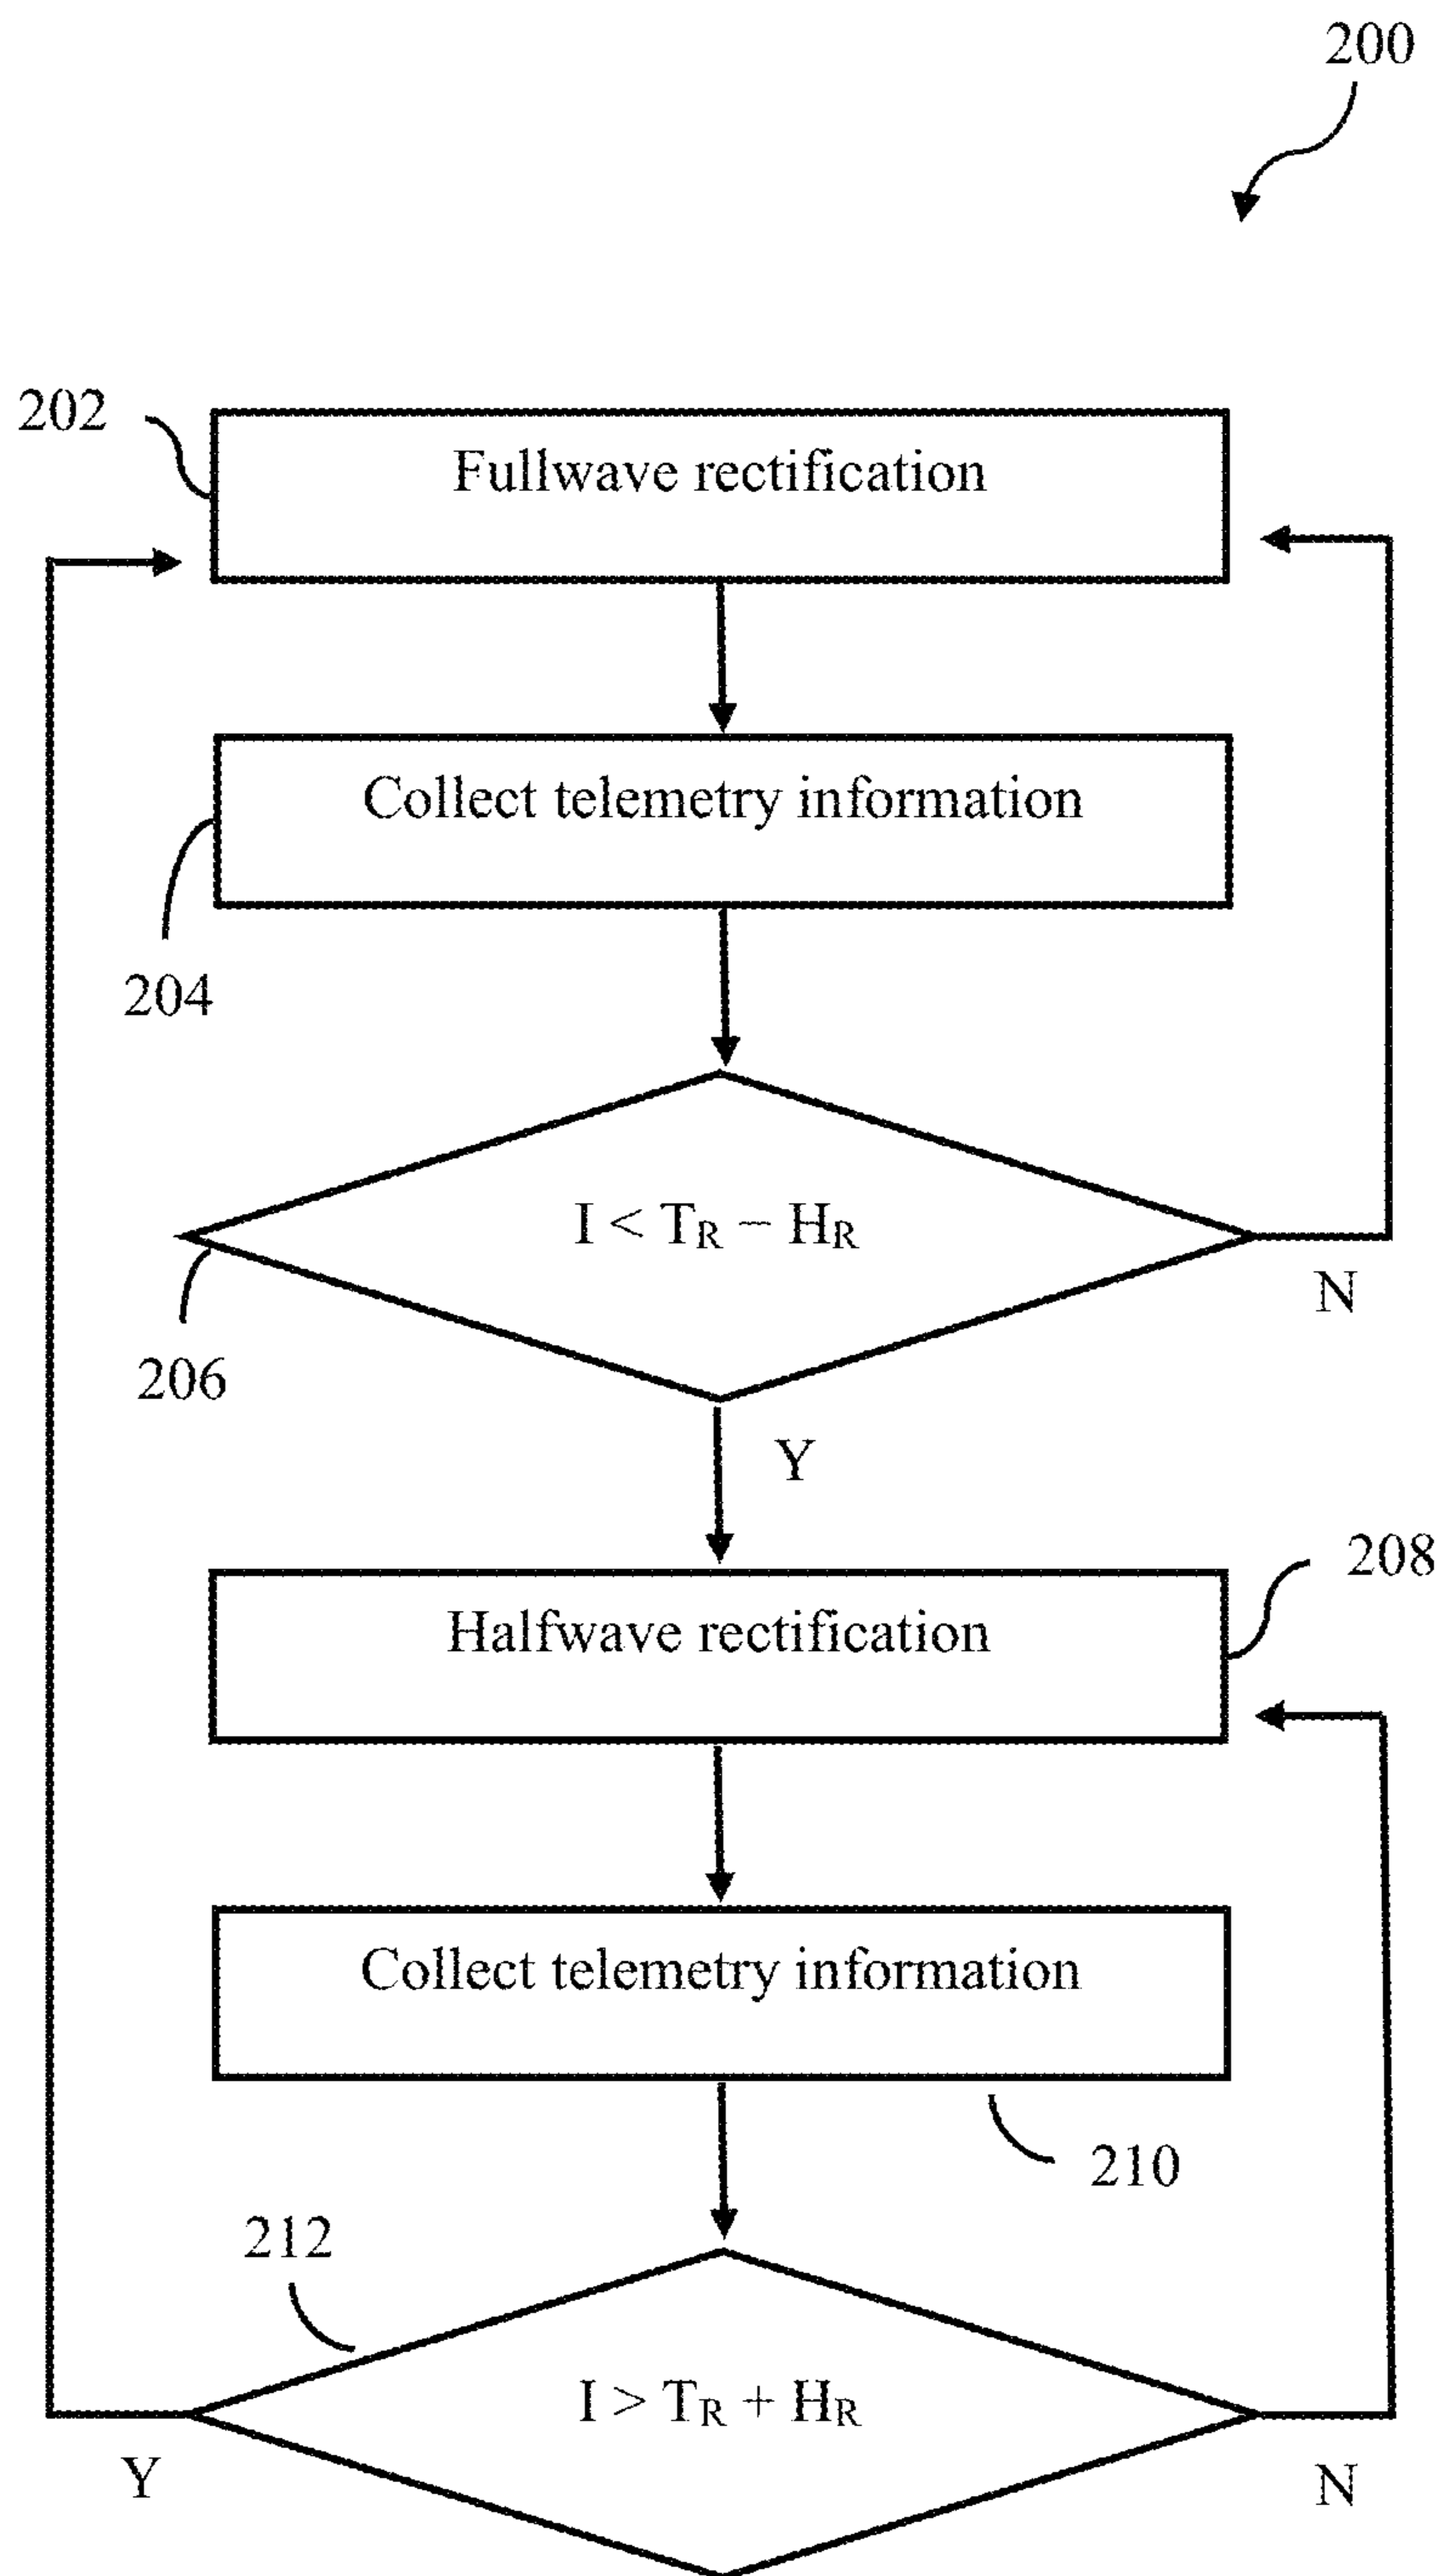 200
202
Fullwave rectification
Collect telemetry information
204
I < TR − HR
N
206
Y
208
Halfwave rectification
Collect telemetry information
210
212
I > TR + HR
Y
N